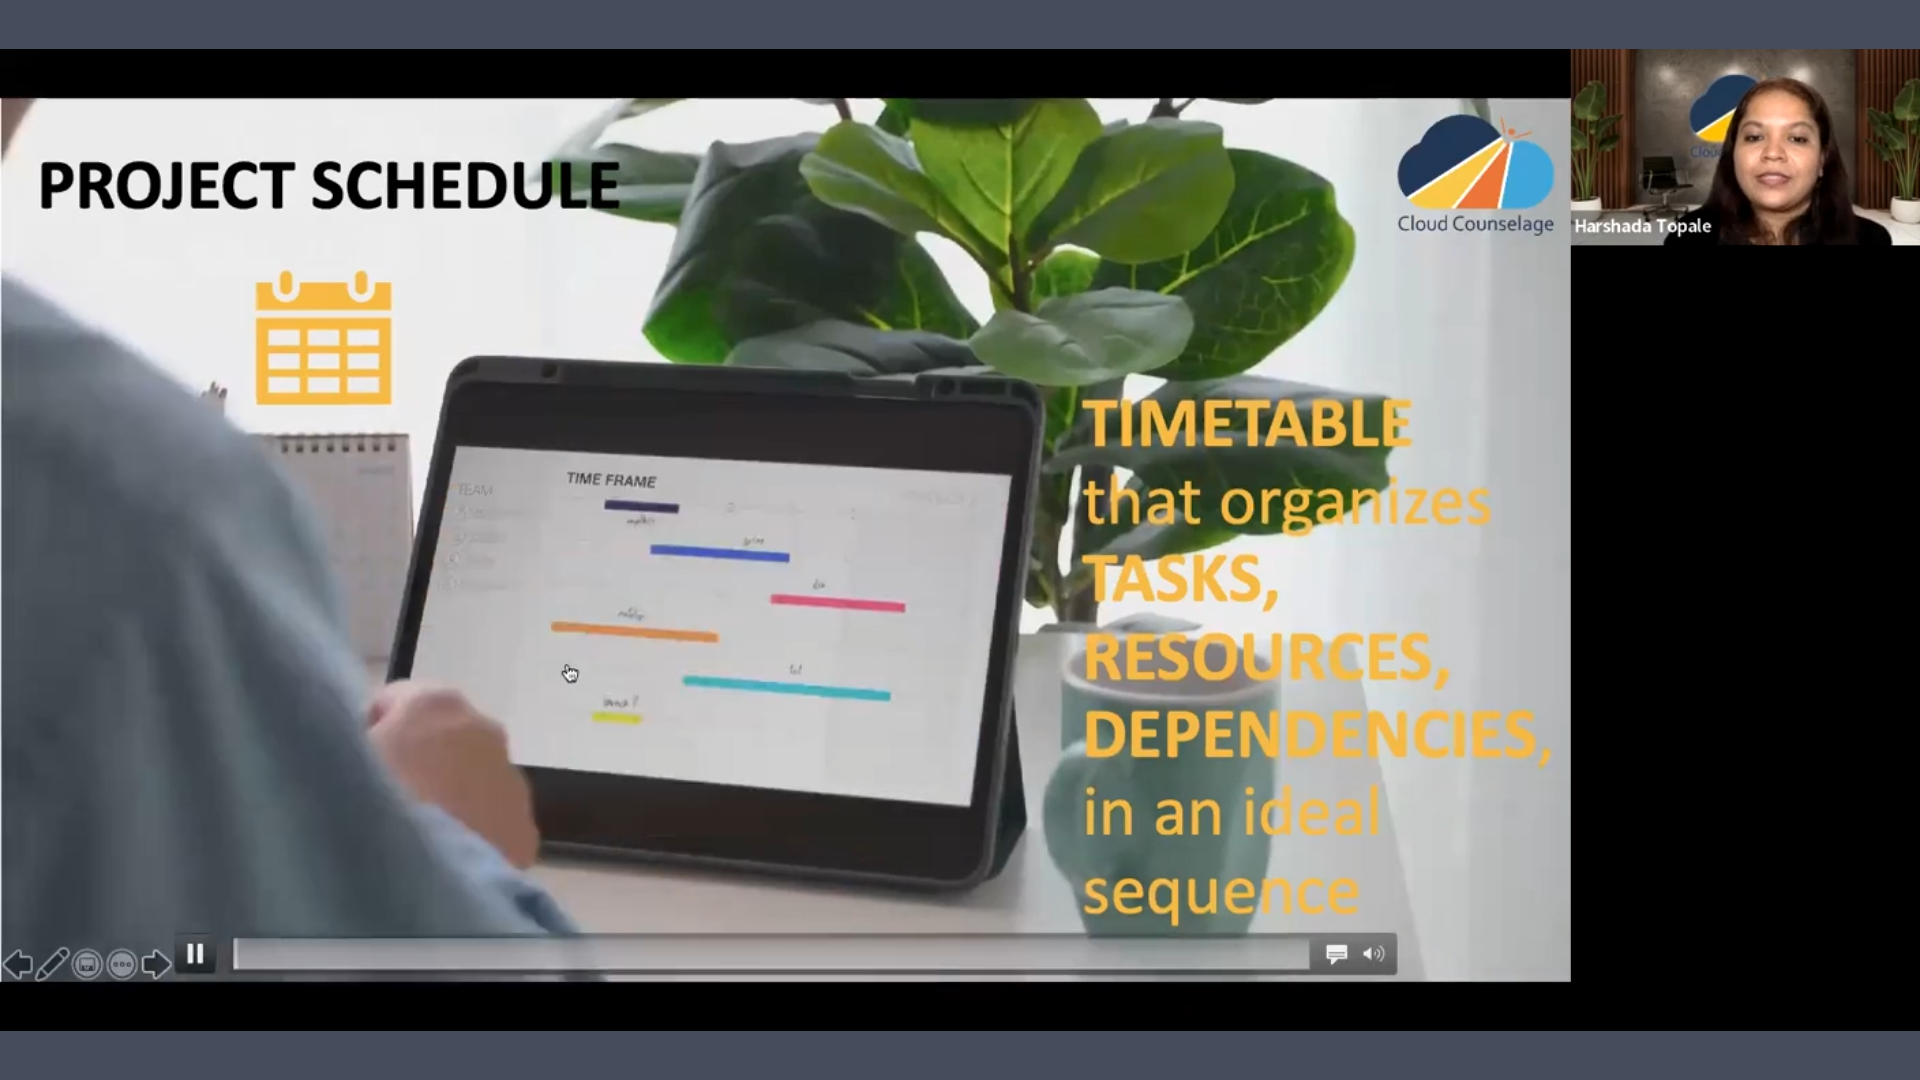 PROJECT SCHEDULE
Cloud Counselage
Harshada Topale
TIME FRAME
TEAM
TIMETABLE
that organizes
TASKS,
RESOURCES,
DEPENDENCIES,
in an ideal
sequence